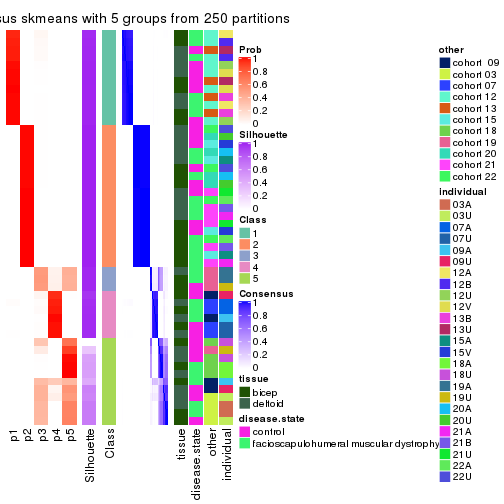 sus skmeans with 5 groups from 250 partitions
p1
p2
p3
p4
p5
Silhouette
Class
tissue
disease.state
other
individual
Prob
1
0.8
0.6
0.4
0.2
0
Silhouette
1
0.8
0.6
0.4
0.2
0
Class
1
2
3
4
5
Consensus
1
0.8
0.6
0.4
0.2
0
tissue
bicep
deltoid
disease.state
control
facioscapulohumeral muscular dystrophy
other
cohort 09
cohort 03
cohort 07
cohort 12
cohort 13
cohort 15
cohort 18
cohort 19
cohort 20
cohort 21
cohort 22
individual
03A
03U
07A
07U
09A
09U
12A
12B
12U
12V
13B
13U
15A
15V
18A
18U
19A
19U
20A
20U
21A
21B
21U
22A
22U